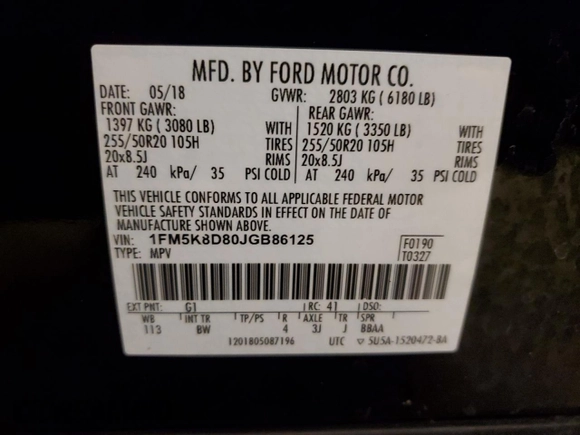 MFD. BY FORD MOTOR CO.
DATE: 05/18 GVWR: 2803 KG ( 6180 LB)
FRONT GAWR: REAR GAWR:
1397 KG ( 3080 LB) WITH 1520 KG ( 3350 LB) WITH
255/50R20 105H TIRES 255/50R20 105H TIRES
20x8.5J RIMS 20x8.5J RIMS
AT 240 kPa/ 35 PSI COLD AT 240 kPa/ 35 PSI COLD
THIS VEHICLE CONFORMS TO ALL APPLICABLE FEDERAL MOTOR
VEHICLE SAFETY STANDARDS IN EFFECT ON THE DATE OF
MANUFACTURE SHOWN ABOVE.
VIN: 1FM5K8D80JGB86125 F0190
TYPE: MPV T0327
EXT PNT: G1 RC: 41 DSO:
WB INT TR TP/PS R AXLE TR SPR
113 BW 4 3J J BBAA
1201805087196 UTC ▽ 5USA-1520472-BA